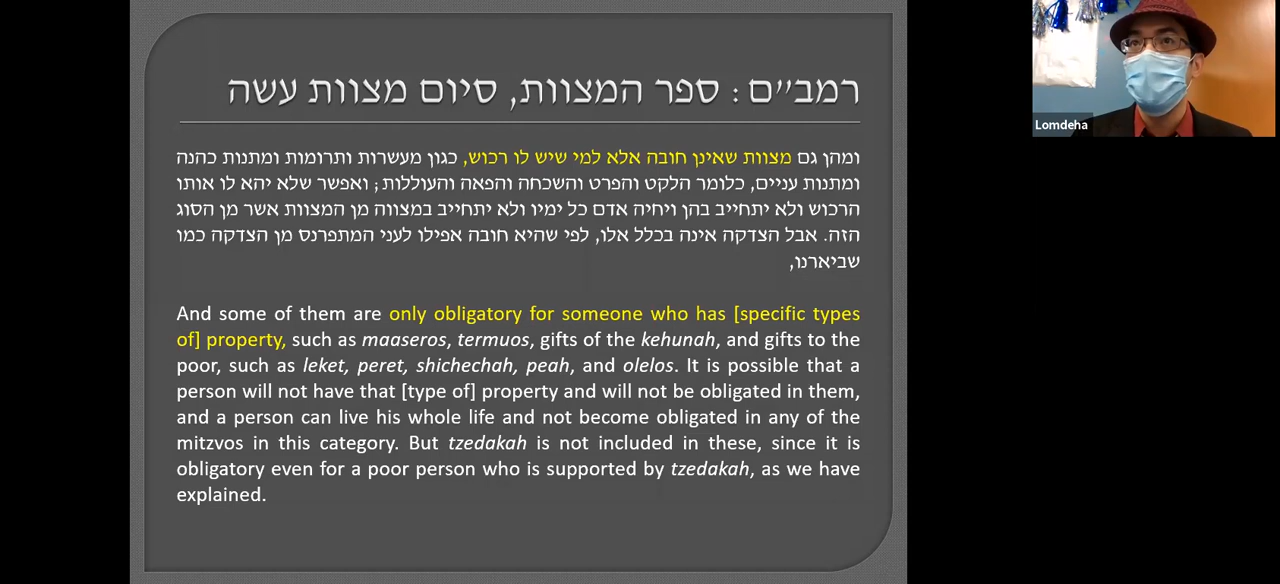 רמב״ם: ספר המצוות, סיום מצוות עשה
ומהן גם מצוות שאינן חובה אלא למי שיש לו רכוש, כגון מעשרות ותרומות ומתנות כהנה
ומתנות עניים, כלומר הלקט והפרט והשכחה והפאה והעוללות; ואפשר שלא יהא לו אותו
הרכוש ולא יתחייב בהן ויחיה אדם כל ימיו ולא יתחייב במצווה מן המצוות אשר מן הסוג
הזה. אבל הצדקה אינה בכלל אלו, לפי שהיא חובה אפילו לעני המתפרנס מן הצדקה כמו
שביארנו,
And some of them are only obligatory for someone who has [specific types
of] property, such as maaseros, termuos, gifts of the kehunah, and gifts to the
poor, such as leket, peret, shichechah, peah, and olelos. It is possible that a
person will not have that [type of] property and will not be obligated in them,
and a person can live his whole life and not become obligated in any of the
mitzvos in this category. But tzedakah is not included in these, since it is
obligatory even for a poor person who is supported by tzedakah, as we have
explained.
Lomdeha